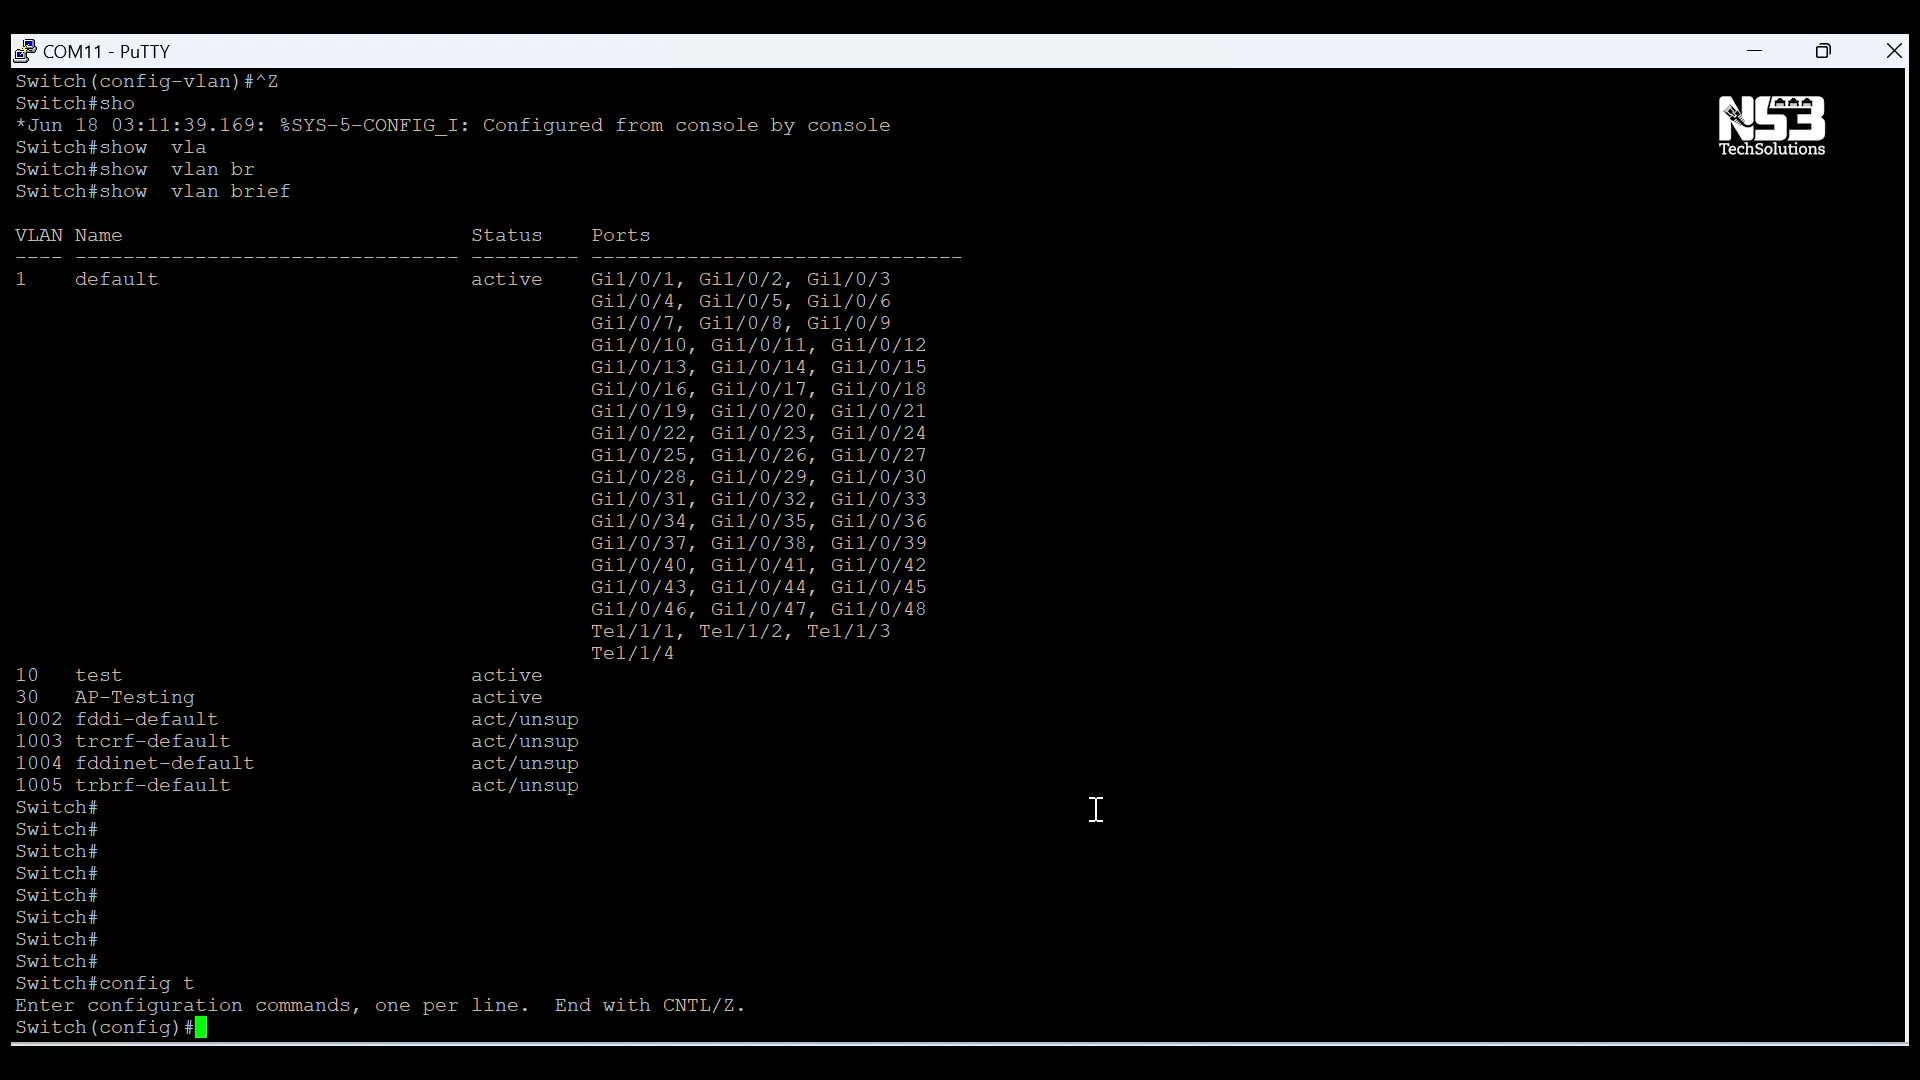 COM11 - PuTTY
Switch(config-vlan)#^Z
Switch#sho
*Jun 18 03:11:39.169: %SYS-5-CONFIG_I: Configured from console by console
Switch#show  vla
Switch#show  vlan br
Switch#show  vlan brief
VLAN Name                             Status    Ports
---- -------------------------------- --------- -------------------------------
1    default                          active    Gi1/0/1, Gi1/0/2, Gi1/0/3
                                                Gi1/0/4, Gi1/0/5, Gi1/0/6
                                                Gi1/0/7, Gi1/0/8, Gi1/0/9
                                                Gi1/0/10, Gi1/0/11, Gi1/0/12
                                                Gi1/0/13, Gi1/0/14, Gi1/0/15
                                                Gi1/0/16, Gi1/0/17, Gi1/0/18
                                                Gi1/0/19, Gi1/0/20, Gi1/0/21
                                                Gi1/0/22, Gi1/0/23, Gi1/0/24
                                                Gi1/0/25, Gi1/0/26, Gi1/0/27
                                                Gi1/0/28, Gi1/0/29, Gi1/0/30
                                                Gi1/0/31, Gi1/0/32, Gi1/0/33
                                                Gi1/0/34, Gi1/0/35, Gi1/0/36
                                                Gi1/0/37, Gi1/0/38, Gi1/0/39
                                                Gi1/0/40, Gi1/0/41, Gi1/0/42
                                                Gi1/0/43, Gi1/0/44, Gi1/0/45
                                                Gi1/0/46, Gi1/0/47, Gi1/0/48
                                                Te1/1/1, Te1/1/2, Te1/1/3
                                                Te1/1/4
10   test                             active
30   AP-Testing                       active
1002 fddi-default                     act/unsup
1003 trcrf-default                    act/unsup
1004 fddinet-default                  act/unsup
1005 trbrf-default                    act/unsup
Switch#
Switch#
Switch#
Switch#
Switch#
Switch#
Switch#
Switch#
Switch#config t
Enter configuration commands, one per line.  End with CNTL/Z.
Switch(config)#
NS3
TechSolutions